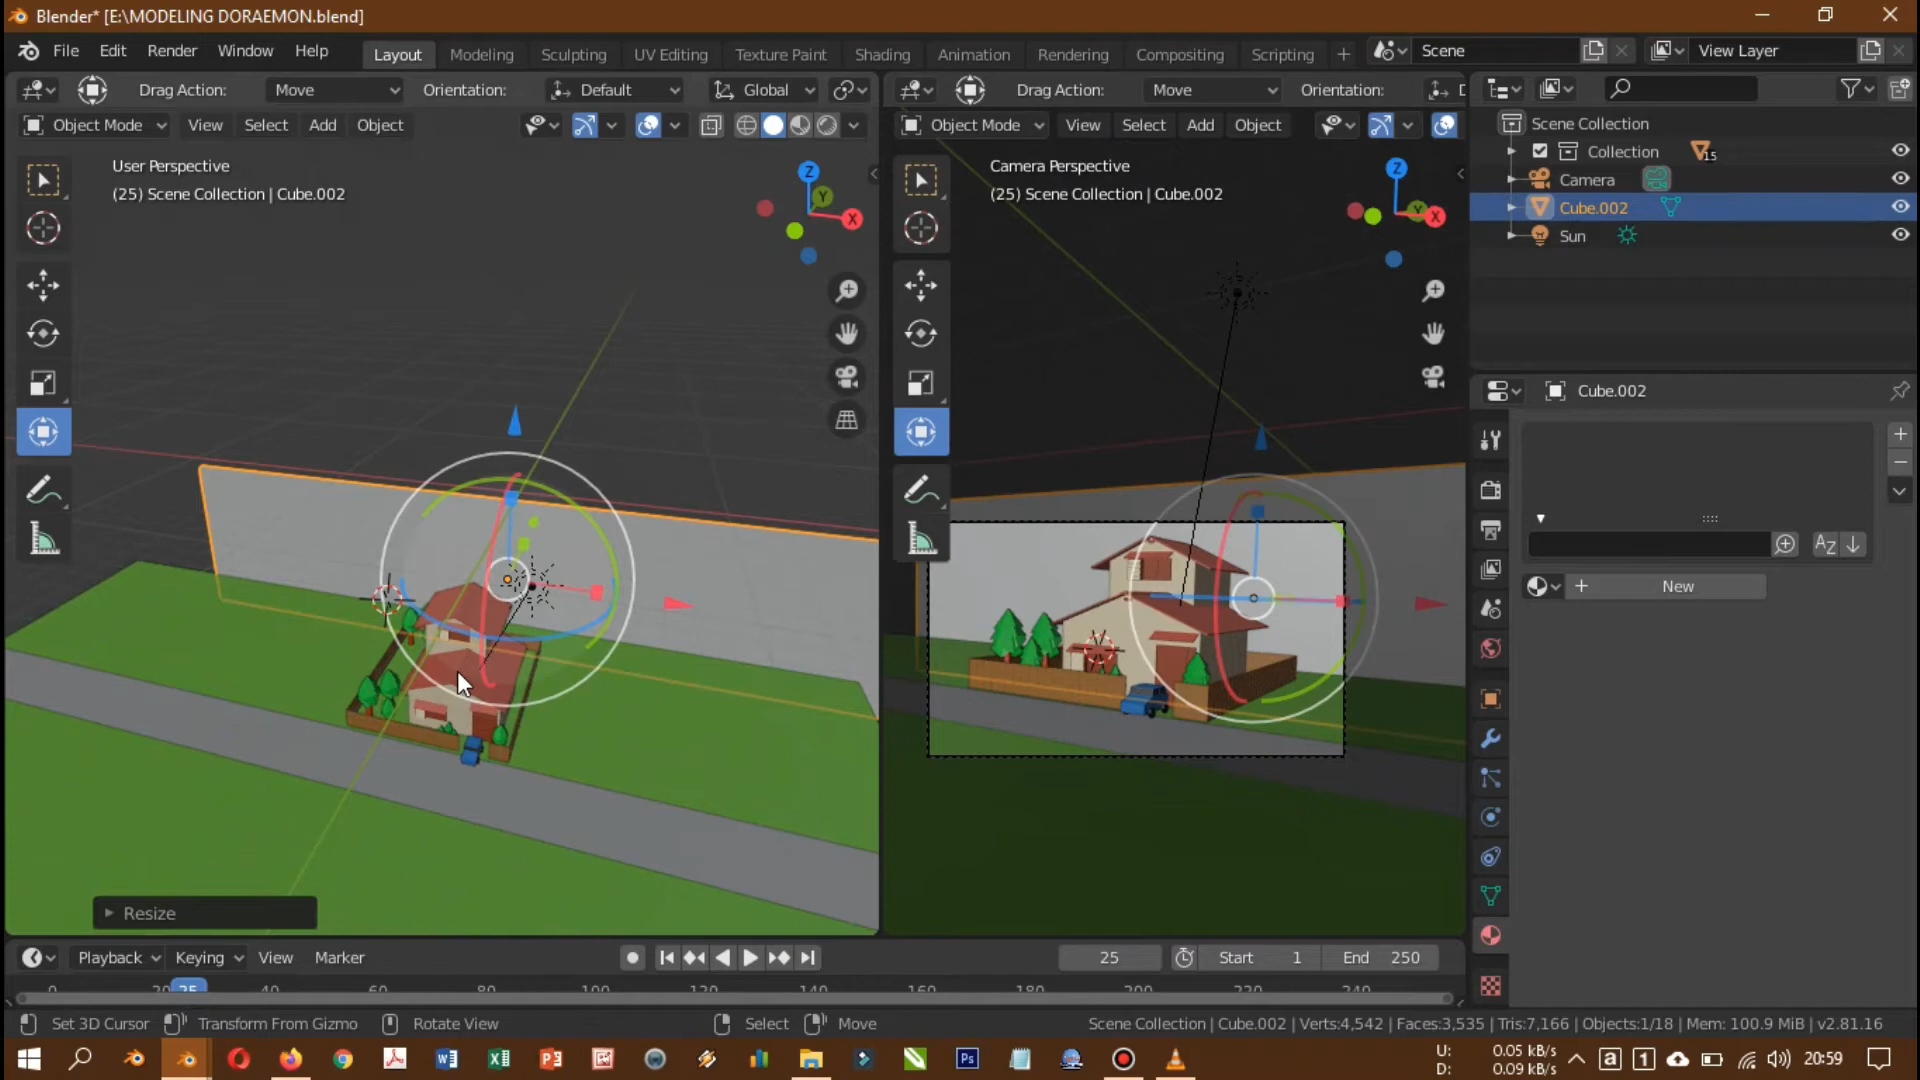 Blender* [E:\MODELING DORAEMON.blend]
File Edit Render Window Help
Layout Modeling Sculpting UV Editing Texture Paint Shading Animation Rendering Compositing Scripting + Scene View Layer
Drag Action: Move Orientation: Default Global
Drag Action: Move Orientation: D
Object Mode View Select Add Object
Object Mode View Select Add Object
User Perspective
(25) Scene Collection | Cube.002
Z
Y
X
Camera Perspective
(25) Scene Collection | Cube.002
Z
Y
X
Scene Collection
Collection 15
Camera
Cube.002
Sun
Cube.002
New
Resize
Playback Keying View Marker 25 Start 1 End 250
0 20 25 40 60 80 100 120 140 160 180 200 220 240
Set 3D Cursor Transform From Gizmo Rotate View Select Move Scene Collection | Cube.002 | Verts:4,542 | Faces:3,535 | Tris:7,166 | Objects:1/18 | Mem: 100.9 MiB | v2.81.16
U: 0.05 kB/s
D: 0.09 kB/s
20:59